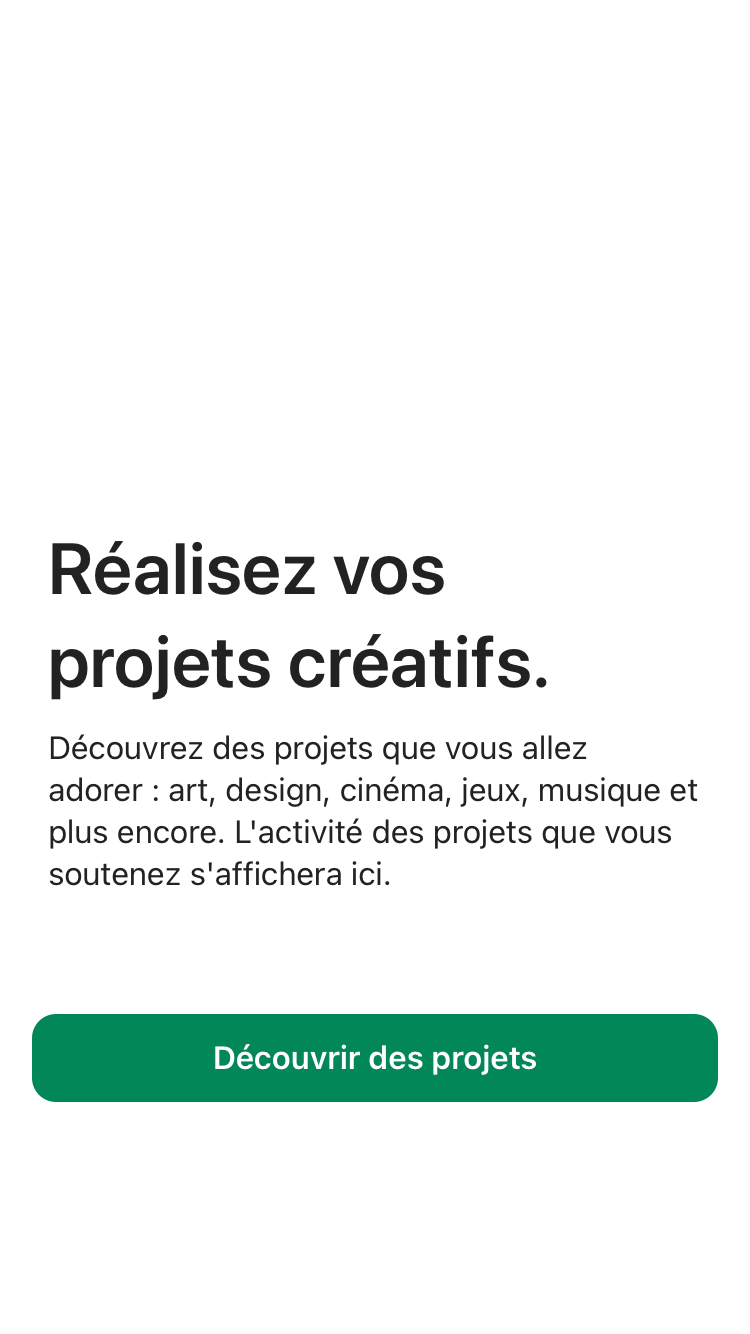 Réalisez vos
projets créatifs.
Découvrez des projets que vous allez
adorer : art, design, cinéma, jeux, musique et
plus encore. L'activité des projets que vous
soutenez s'affichera ici.
Découvrir des projets